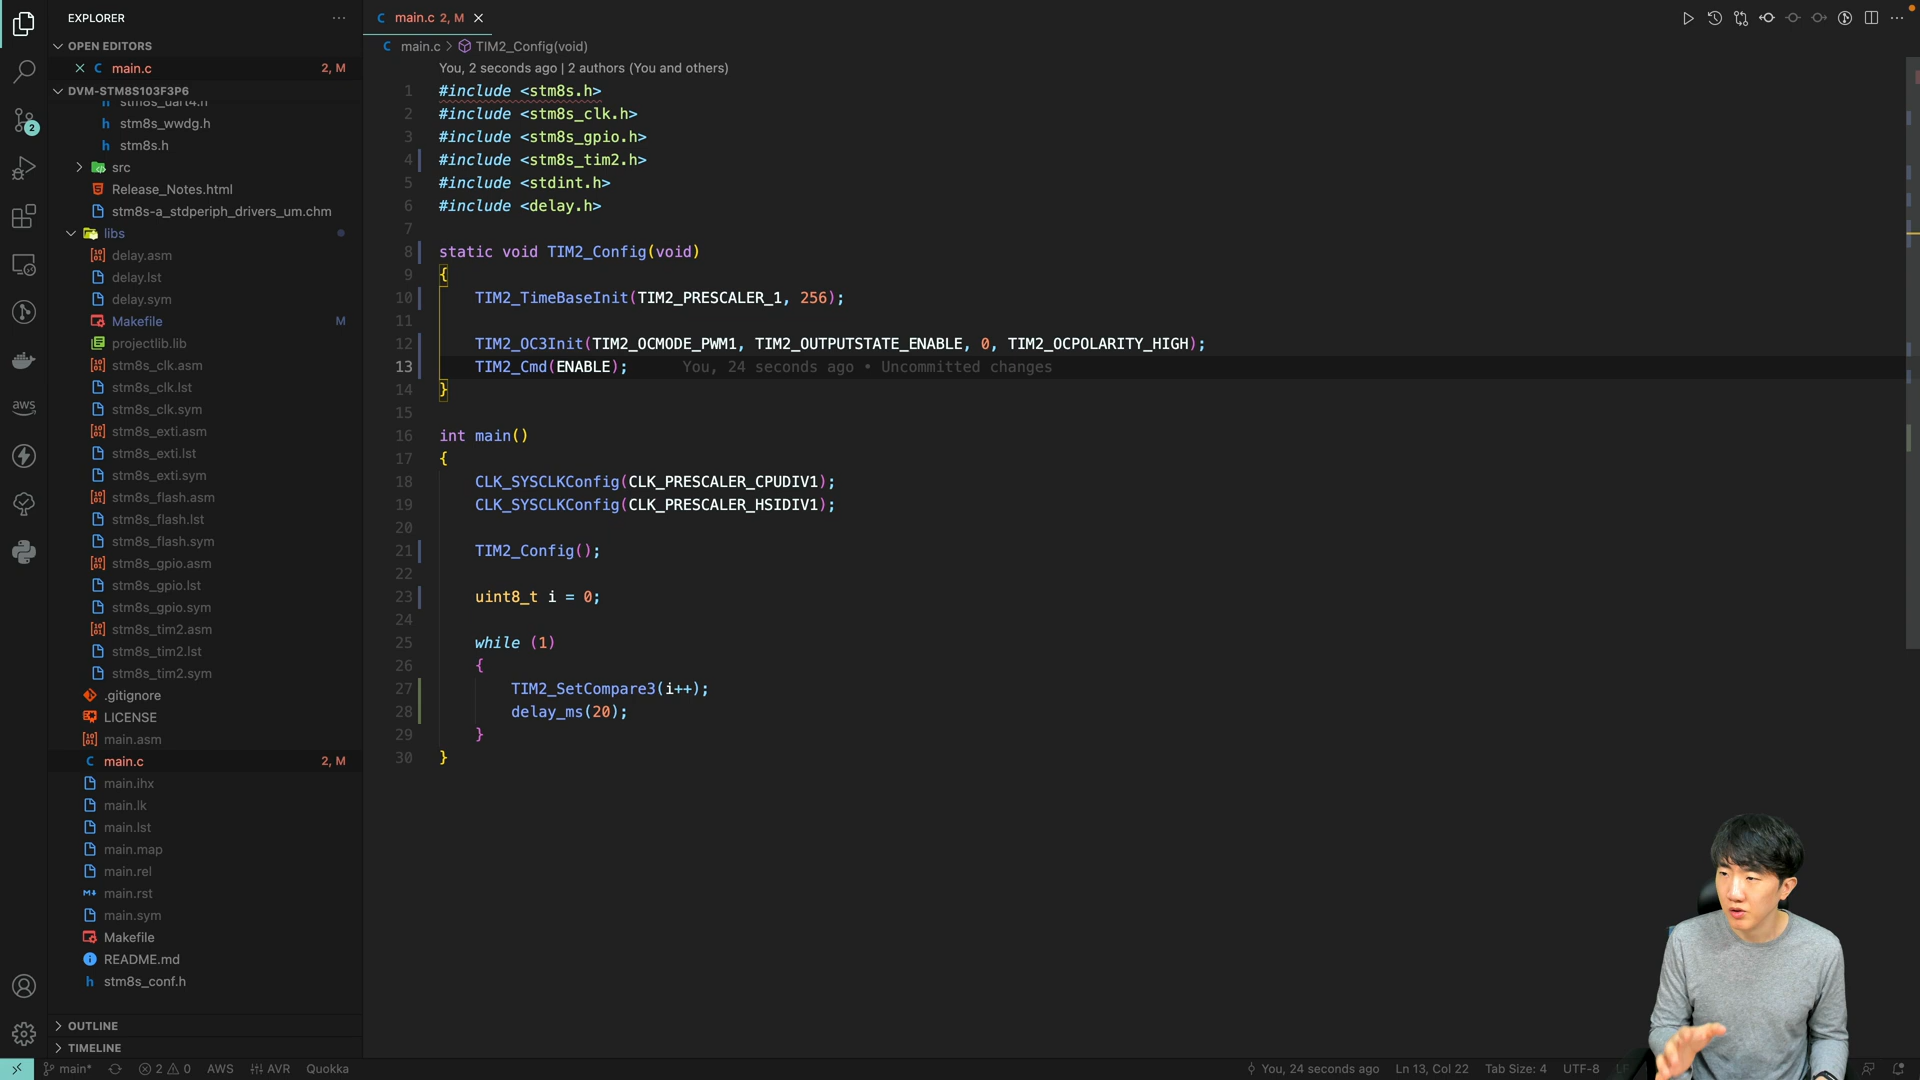 EXPLORER
OPEN EDITORS
main.c 2, M
DVM-STM8S103F3P6
stm8s_uart4.h
stm8s_wwdg.h
stm8s.h
src
Release_Notes.html
stm8s-a_stdperiph_drivers_um.chm
libs
delay.asm
delay.lst
delay.sym
Makefile M
projectlib.lib
stm8s_clk.asm
stm8s_clk.lst
stm8s_clk.sym
stm8s_exti.asm
stm8s_exti.lst
stm8s_exti.sym
stm8s_flash.asm
stm8s_flash.lst
stm8s_flash.sym
stm8s_gpio.asm
stm8s_gpio.lst
stm8s_gpio.sym
stm8s_tim2.asm
stm8s_tim2.lst
stm8s_tim2.sym
.gitignore
LICENSE
main.asm
main.c 2, M
main.ihx
main.lk
main.lst
main.map
main.rel
main.rst
main.sym
Makefile
README.md
stm8s_conf.h
OUTLINE
TIMELINE
2
aws
C main.c 2, M
C main.c > TIM2_Config(void)
You, 2 seconds ago | 2 authors (You and others)
1 #include <stm8s.h>
2 #include <stm8s_clk.h>
3 #include <stm8s_gpio.h>
4 #include <stm8s_tim2.h>
5 #include <stdint.h>
6 #include <delay.h>
7
8 static void TIM2_Config(void)
9 {
10 TIM2_TimeBaseInit(TIM2_PRESCALER_1, 256);
11
12 TIM2_OC3Init(TIM2_OCMODE_PWM1, TIM2_OUTPUTSTATE_ENABLE, 0, TIM2_OCPOLARITY_HIGH);
13 TIM2_Cmd(ENABLE); You, 24 seconds ago • Uncommitted changes
14 }
15
16 int main()
17 {
18 CLK_SYSCLKConfig(CLK_PRESCALER_CPUDIV1);
19 CLK_SYSCLKConfig(CLK_PRESCALER_HSIDIV1);
20
21 TIM2_Config();
22
23 uint8_t i = 0;
24
25 while (1)
26 {
27 TIM2_SetCompare3(i++);
28 delay_ms(20);
29 }
30 }
main* 2 0 AWS AVR Quokka
You, 24 seconds ago Ln 13, Col 22 Tab Size: 4 UTF-8